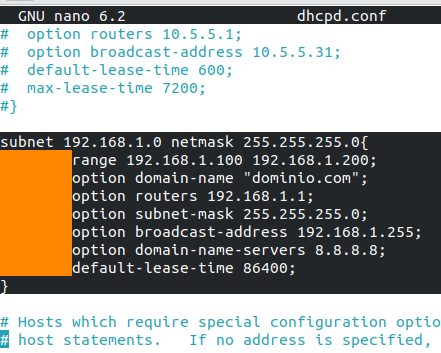 GNU nano 6.2 dhcpd.conf
#  option routers 10.5.5.1;
#  option broadcast-address 10.5.5.31;
#  default-lease-time 600;
#  max-lease-time 7200;
#}
subnet 192.168.1.0 netmask 255.255.255.0{
range 192.168.1.100 192.168.1.200;
option domain-name "dominio.com";
option routers 192.168.1.1;
option subnet-mask 255.255.255.0;
option broadcast-address 192.168.1.255;
option domain-name-servers 8.8.8.8;
default-lease-time 86400;
}
# Hosts which require special configuration optio
# host statements.   If no address is specified,